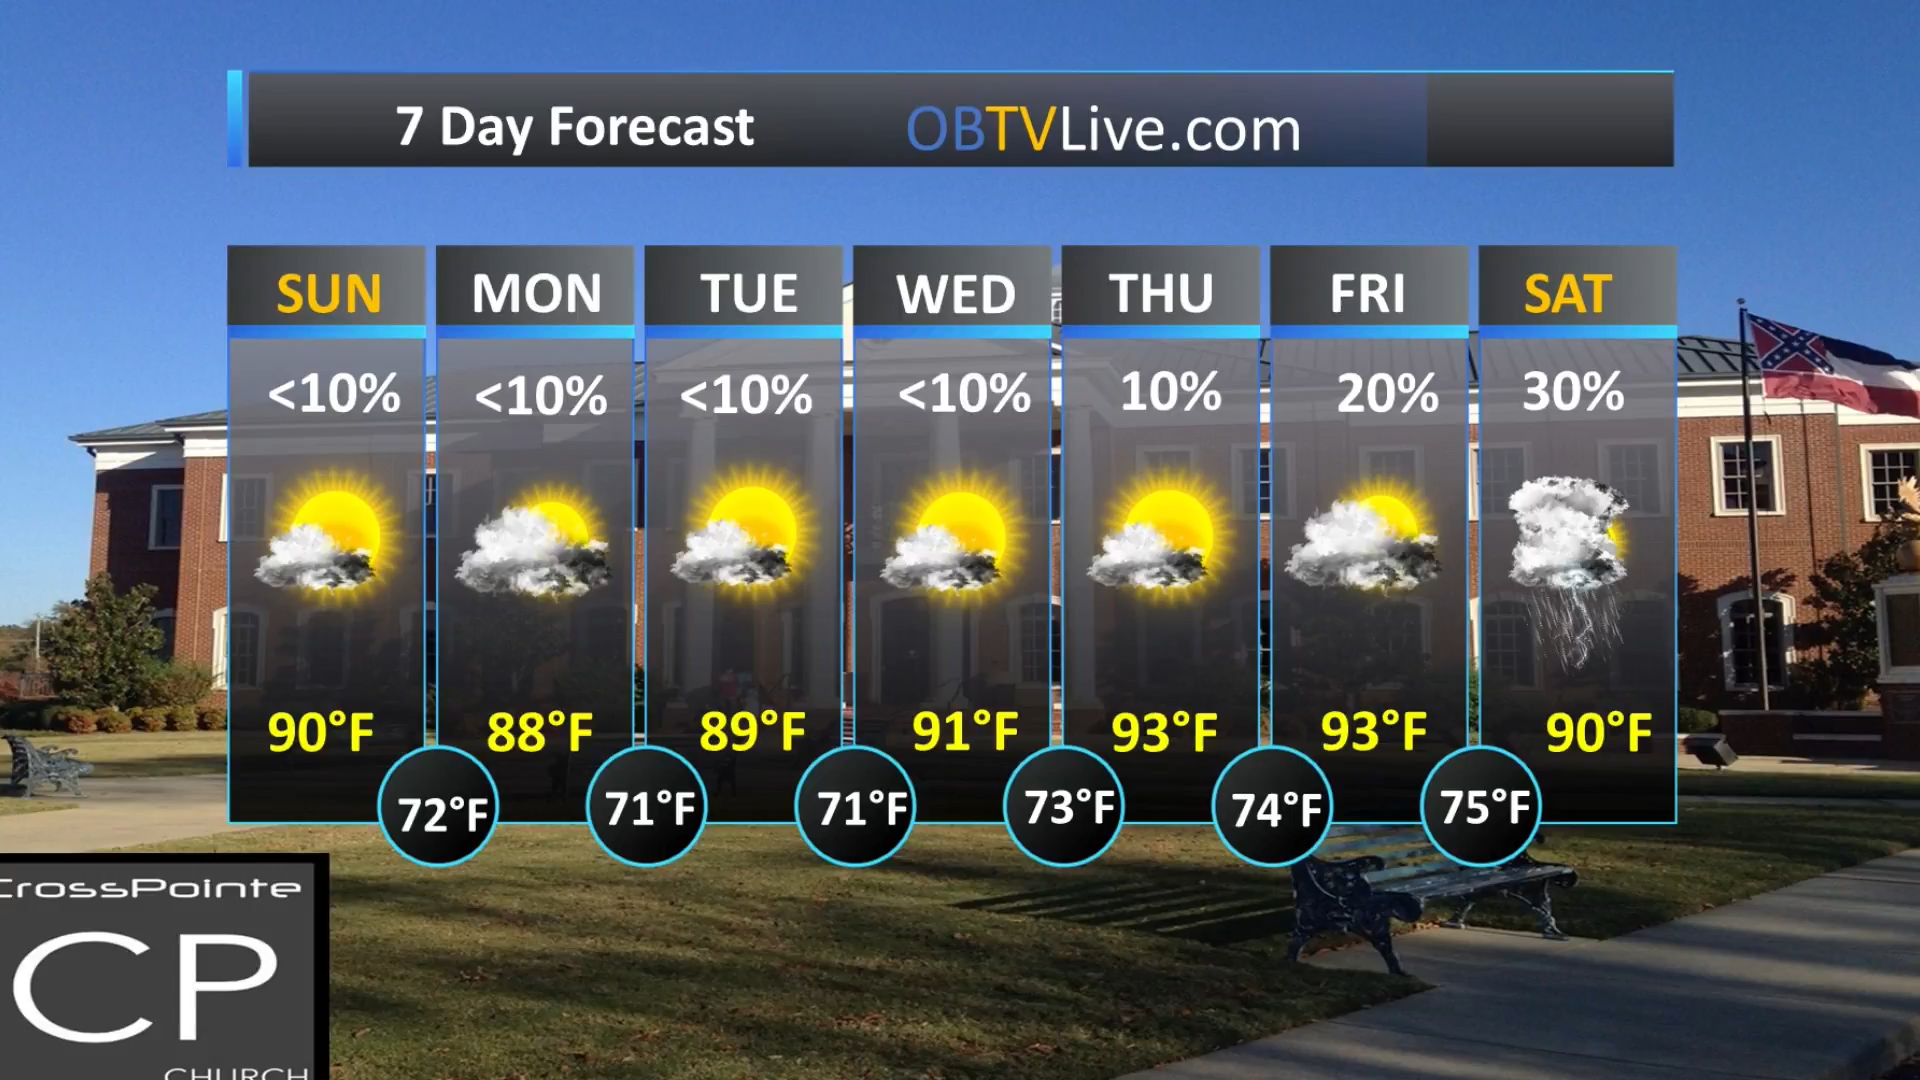 7 Day Forecast OBTVLive.com
SUN MON TUE WED THU FRI SAT
<10% <10% <10% <10% 10% 20% 30%
90°F 88°F 89°F 91°F 93°F 93°F 90°F
72°F 71°F 71°F 73°F 74°F 75°F
CrossPointe
CP
CHURCH